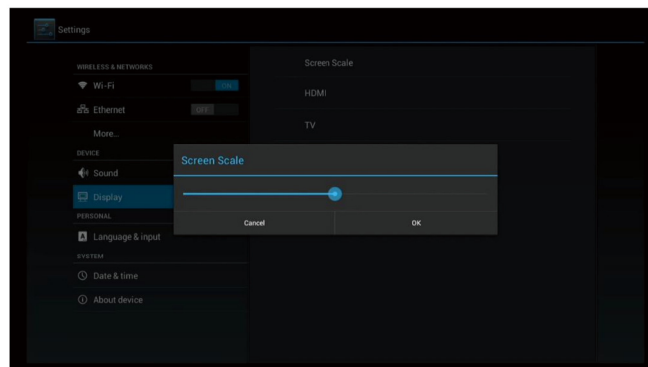 Settings
WIRELESS & NETWORKS
Wi-Fi ON
Ethernet OFF
More...
DEVICE
Sound
Display
PERSONAL
Language & input
SYSTEM
Date & time
About device
Screen Scale
HDMI
TV
Screen Scale
Cancel OK